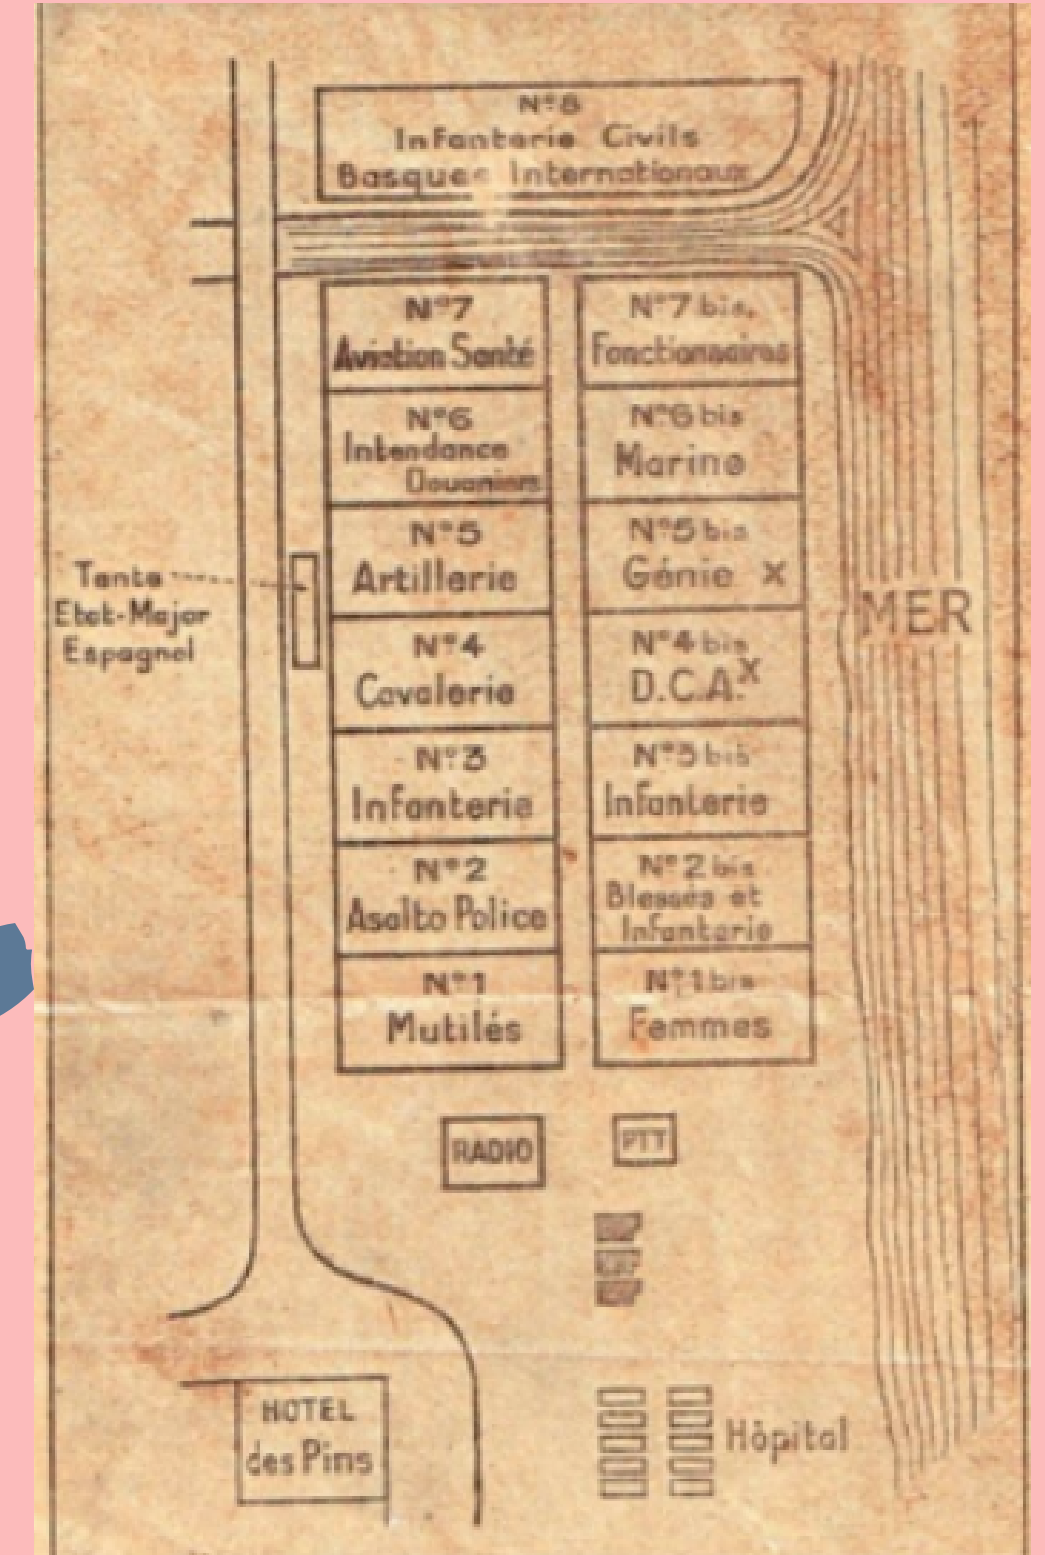 N°8
Infanterie Civils
Basques Internationaux
N°7
Aviation Santé
N°7 bis.
Fonctionnaires
N°6
Intendance
Douaniers
N°6 bis
Marine
N°5
Artillerie
N°5 bis
Génie X
Tente
Etat-Major
Espagnol
MER
N°4
Cavalerie
N°4 bis
D.C.A. X
N°3
Infanterie
N°3 bis
Infanterie
N°2
Asalto Police
N°2 bis
Blessés et
Infanterie
N°1
Mutilés
N°1 bis
Femmes
RADIO
PTT
HOTEL
des Pins
Hôpital